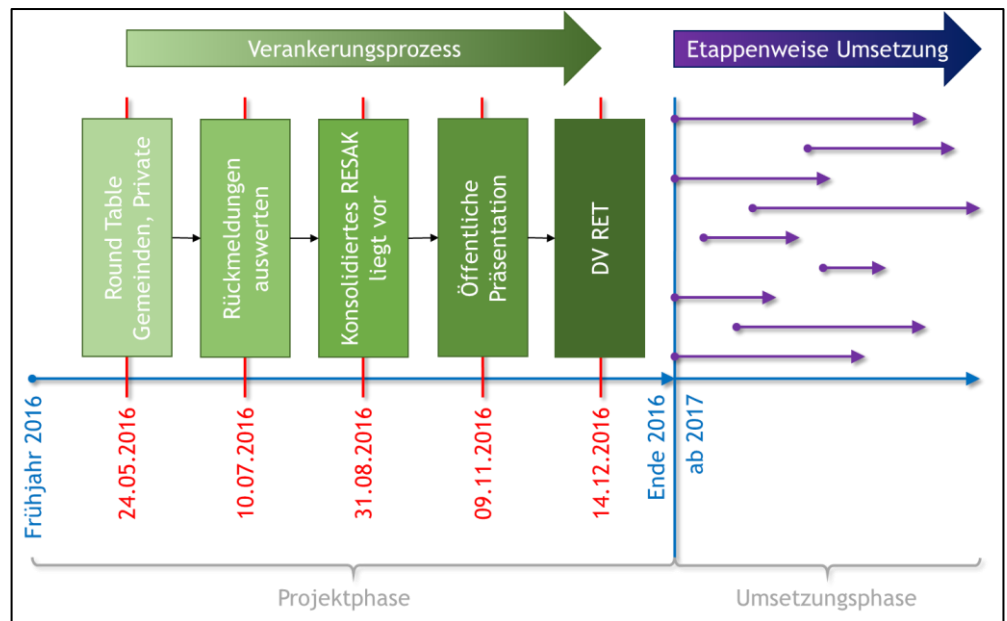 Verankerungsprozess
Etappenweise Umsetzung
Round Table
Gemeinden, Private
Rückmeldungen
auswerten
Konsolidiertes RESAK
liegt vor
Öffentliche
Präsentation
DV RET
Frühjahr 2016
24.05.2016
10.07.2016
31.08.2016
09.11.2016
14.12.2016
Ende 2016
ab 2017
Projektphase
Umsetzungsphase